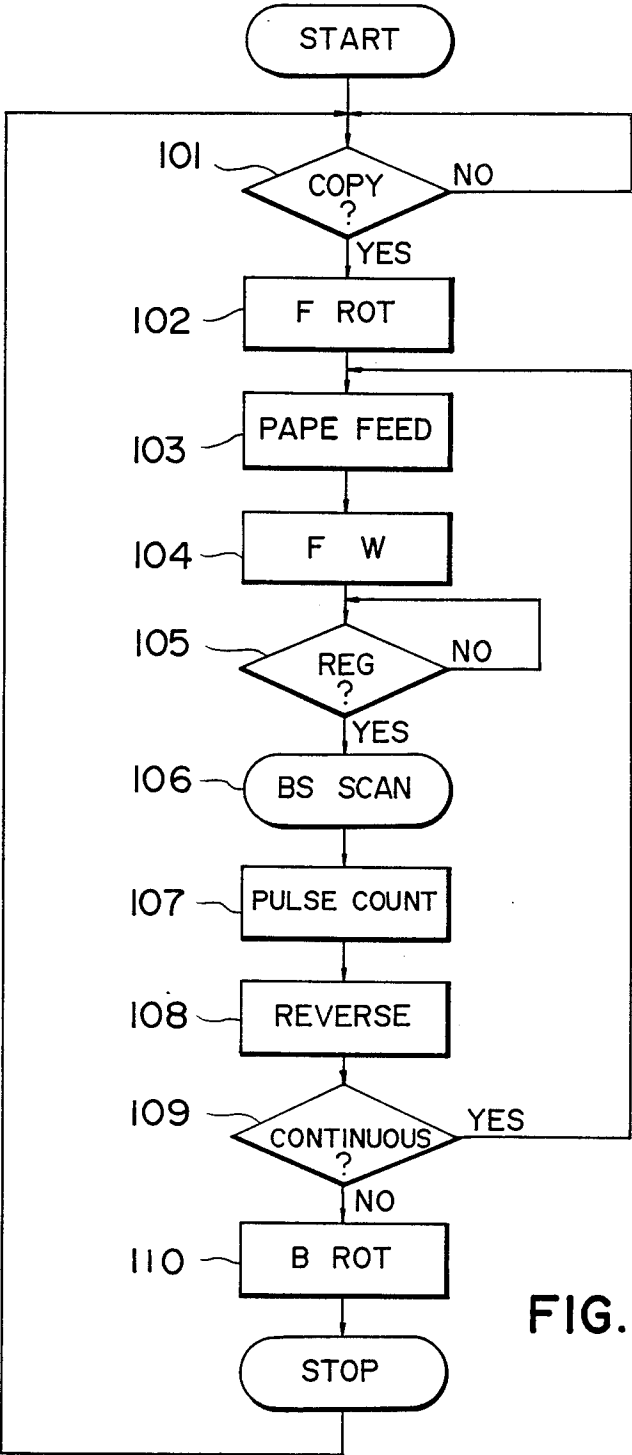 START
101
COPY
?
NO
YES
102
F ROT
103
PAPE FEED
104
F W
105
REG
?
NO
YES
106
BS SCAN
107
PULSE COUNT
108
REVERSE
109
CONTINUOUS
?
YES
NO
110
B ROT
FIG.
STOP